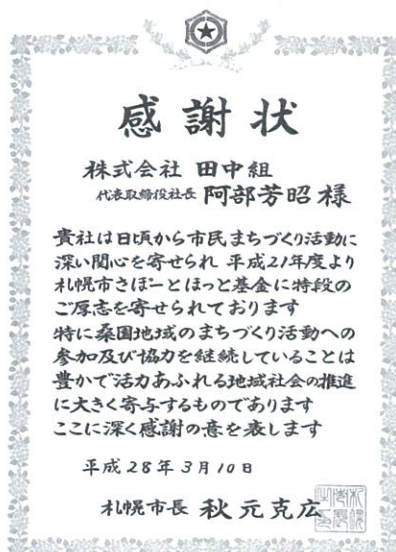 感謝状
株式会社 田中組
代表取締役社長 阿部芳昭 様
貴社は日頃から市民まちづくり活動に
深い関心を寄せられ 平成21年度より
札幌市さぽーとほっと基金に特段の
ご厚志を寄せられております
特に桑園地域のまちづくり活動への
参加及び協力を継続していることは
豊かで活力あふれる地域社会の推進
に大きく寄与するものであります
ここに深く感謝の意を表します
平成28年3月10日
札幌市長 秋元克広